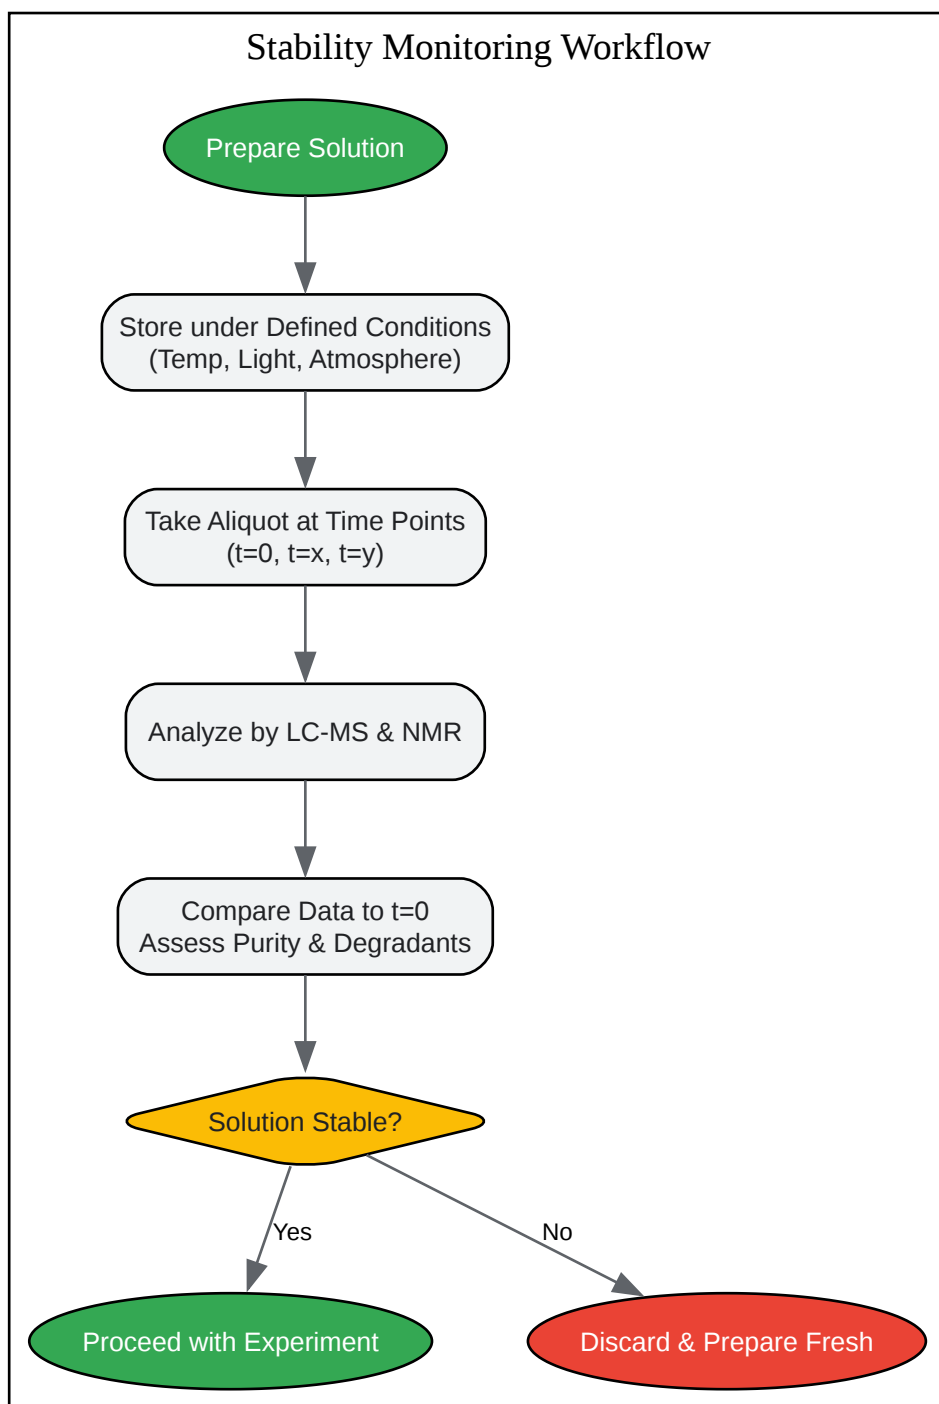 Stability Monitoring Workflow
Prepare Solution
Store under Defined Conditions
(Temp, Light, Atmosphere)
Take Aliquot at Time Points
(t=0, t=x, t=y)
Analyze by LC-MS & NMR
Compare Data to t=0
Assess Purity & Degradants
Solution Stable?
Yes
No
Proceed with Experiment
Discard & Prepare Fresh